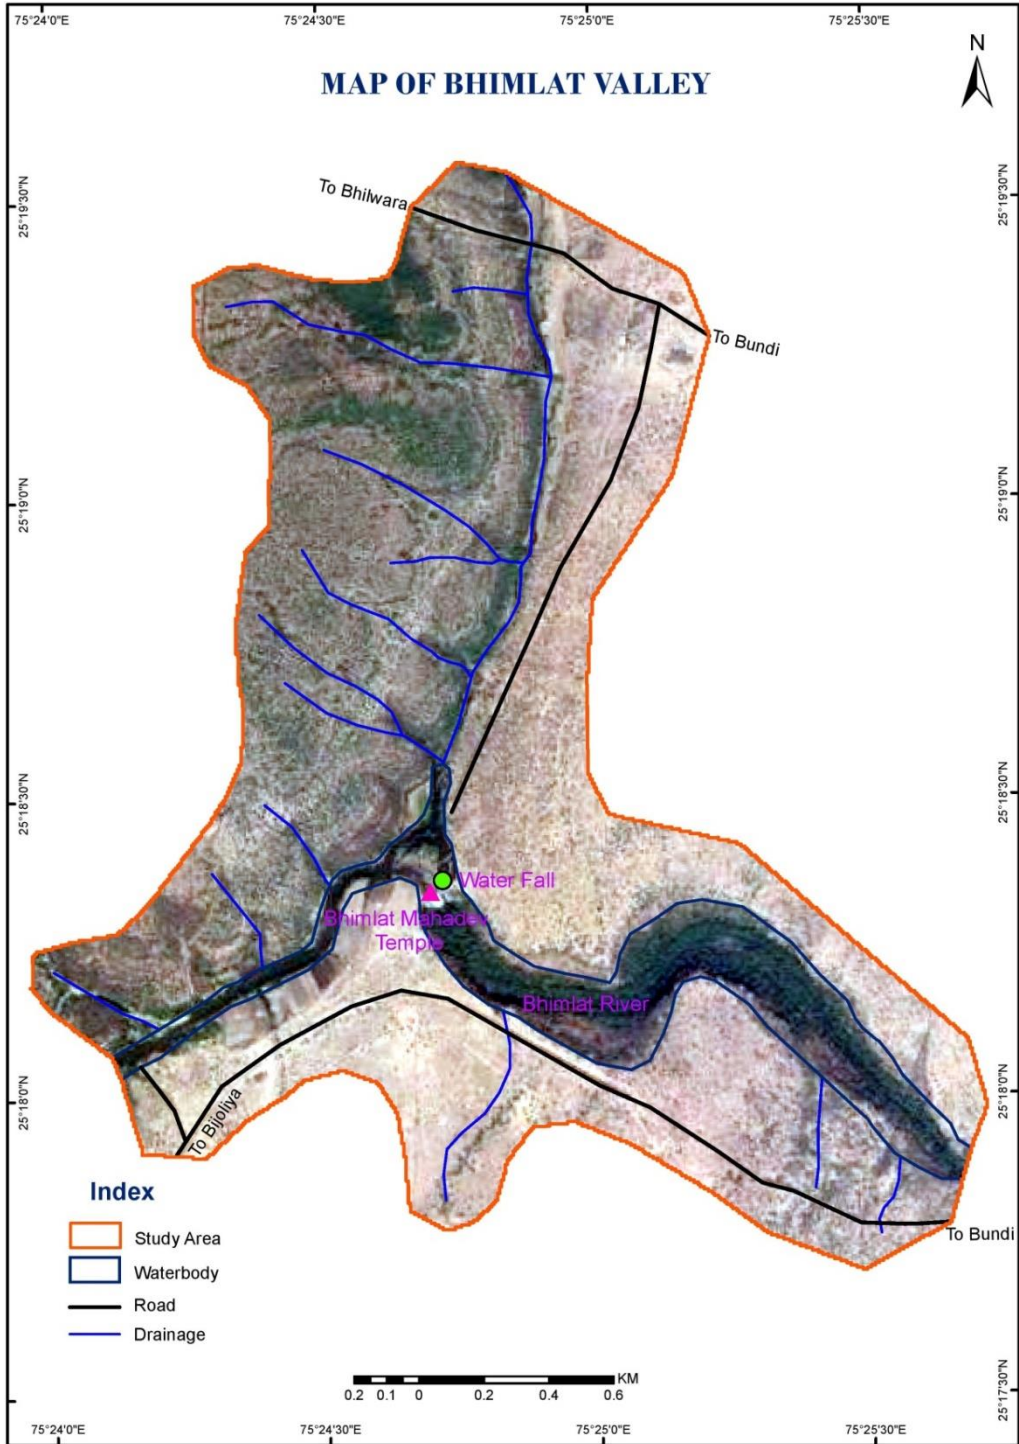 75°24'0"E
75°24'30"E
75°25'0"E
75°25'30"E
N
MAP OF BHIMLAT VALLEY
25°19'30"N
25°19'30"N
To Bhilwara
To Bundi
25°19'0"N
25°19'0"N
25°18'30"N
25°18'30"N
Water Fall
Bhimlat Mahadev
Temple
Bhimlat River
25°18'0"N
25°18'0"N
To Bijoliya
To Bundi
Index
Study Area
Waterbody
Road
Drainage
KM
0.2 0.1 0 0.2 0.4 0.6
25°17'30"N
75°24'0"E
75°24'30"E
75°25'0"E
75°25'30"E